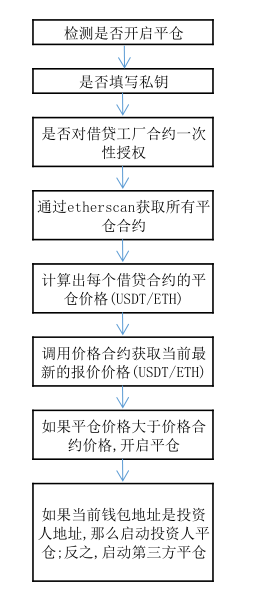 检测是否开启平仓
是否填写私钥
是否对借贷工厂合约一次
性授权
通过etherscan获取所有平
仓合约
计算出每个借贷合约的平
仓价格(USDT/ETH)
调用价格合约获取当前最
新的报价价格(USDT/ETH)
如果平仓价格大于价格合
约价格,开启平仓
如果当前钱包地址是投资
人地址,那么启动投资人平
仓;反之,启动第三方平仓